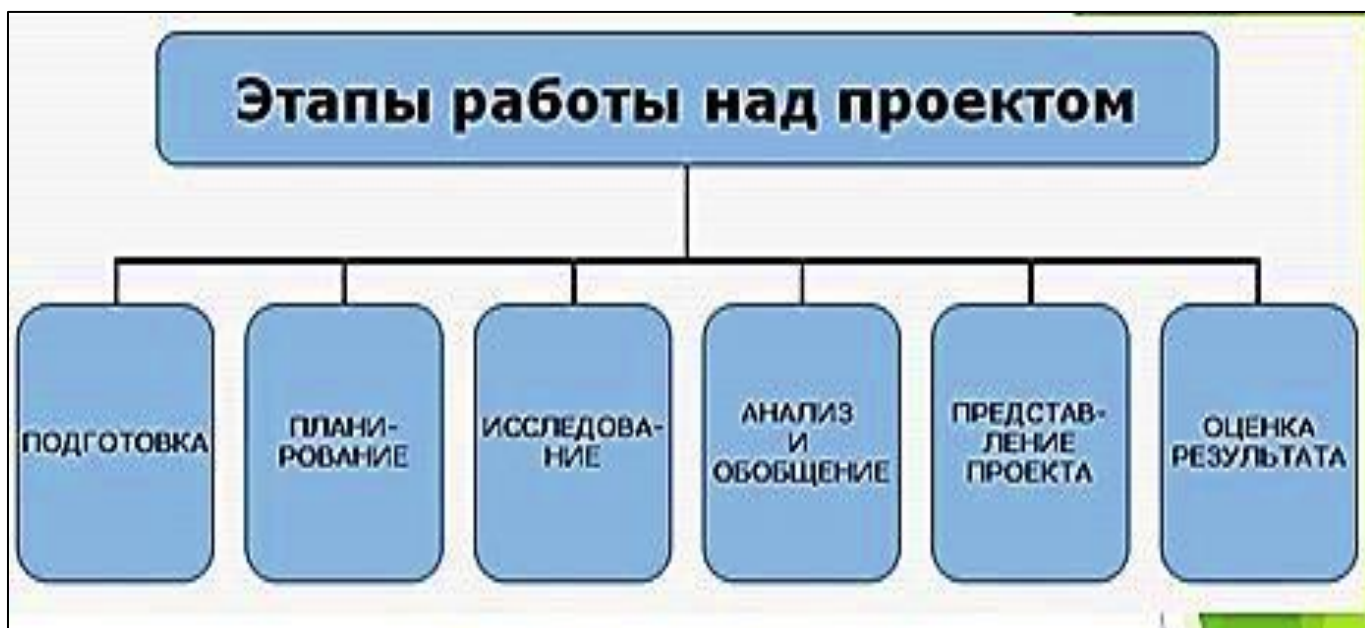 Этапы работы над проектом
ПОДГОТОВКА
ПЛАНИ-
РОВАНИЕ
ИССЛЕДОВА-
НИЕ
АНАЛИЗ
И
ОБОБЩЕНИЕ
ПРЕДСТАВ-
ЛЕНИЕ
ПРОЕКТА
ОЦЕНКА
РЕЗУЛЬТАТА